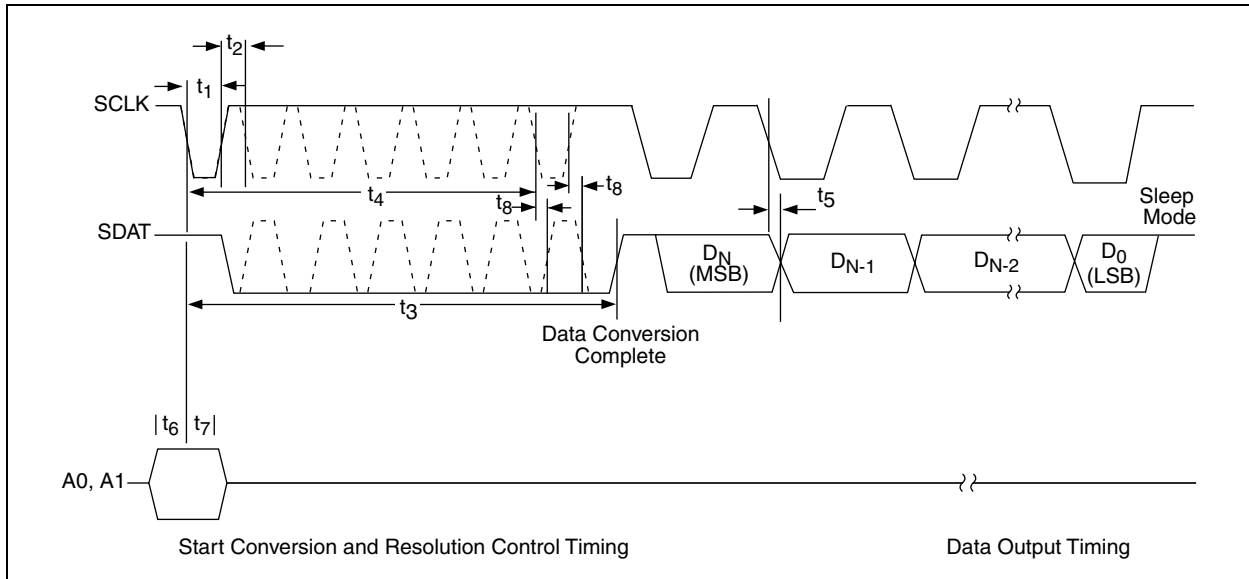 t2
t1
SCLK
t4
t8
t8
t5
Sleep
Mode
SDAT
DN
(MSB)
DN-1
DN-2
D0
(LSB)
t3
Data Conversion
Complete
t6
t7
A0, A1
Start Conversion and Resolution Control Timing
Data Output Timing